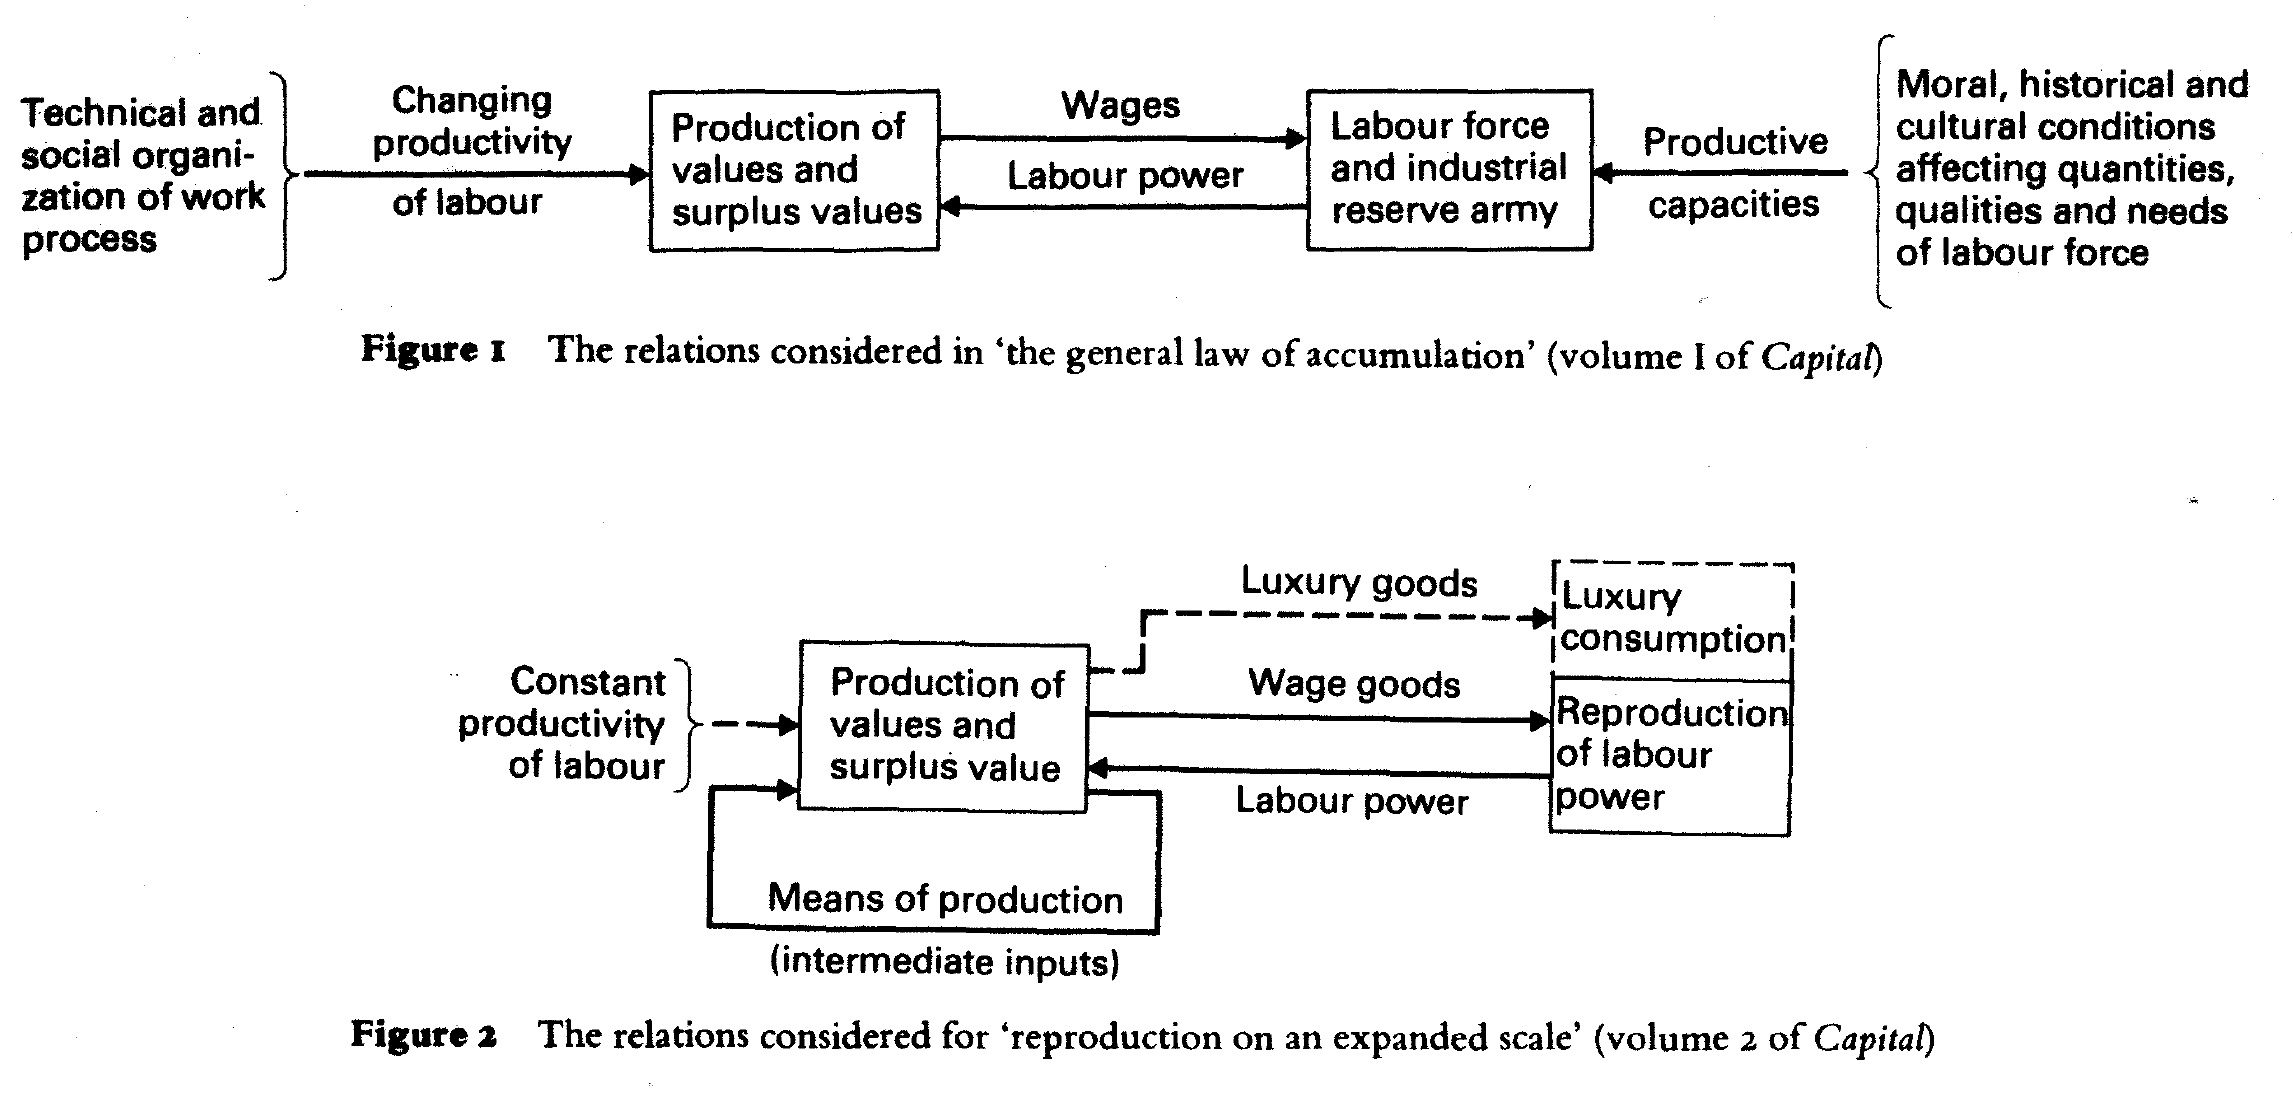 Technical and
social organi-
zation of work
process
Changing
productivity
of labour
Production of
values and
surplus values
Wages
Labour power
Labour force
and industrial
reserve army
Productive
capacities
Moral, historical and
cultural conditions
affecting quantities,
qualities and needs
of labour force
Figure 1 The relations considered in ‘the general law of accumulation’ (volume I of Capital)
Luxury goods
Luxury
consumption
Constant
productivity
of labour
Production of
values and
surplus value
Wage goods
Labour power
Reproduction
of labour
power
Means of production
(intermediate inputs)
Figure 2 The relations considered for ‘reproduction on an expanded scale’ (volume 2 of Capital)